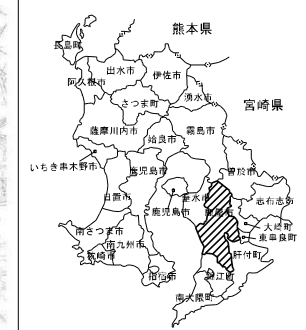 熊本県
長島町
出水市
伊佐市
阿久根市
さつま町
湧水市
宮崎県
薩摩川内市
霧島市
姶良市
いちき串木野市
鹿児島市
曽於市
日置市
垂水市
志布志市
鹿児島市
鹿屋市
大崎町
東串良町
南さつま市
南九州市
肝付町
枕崎市
指宿市
錦江町
南大隅町